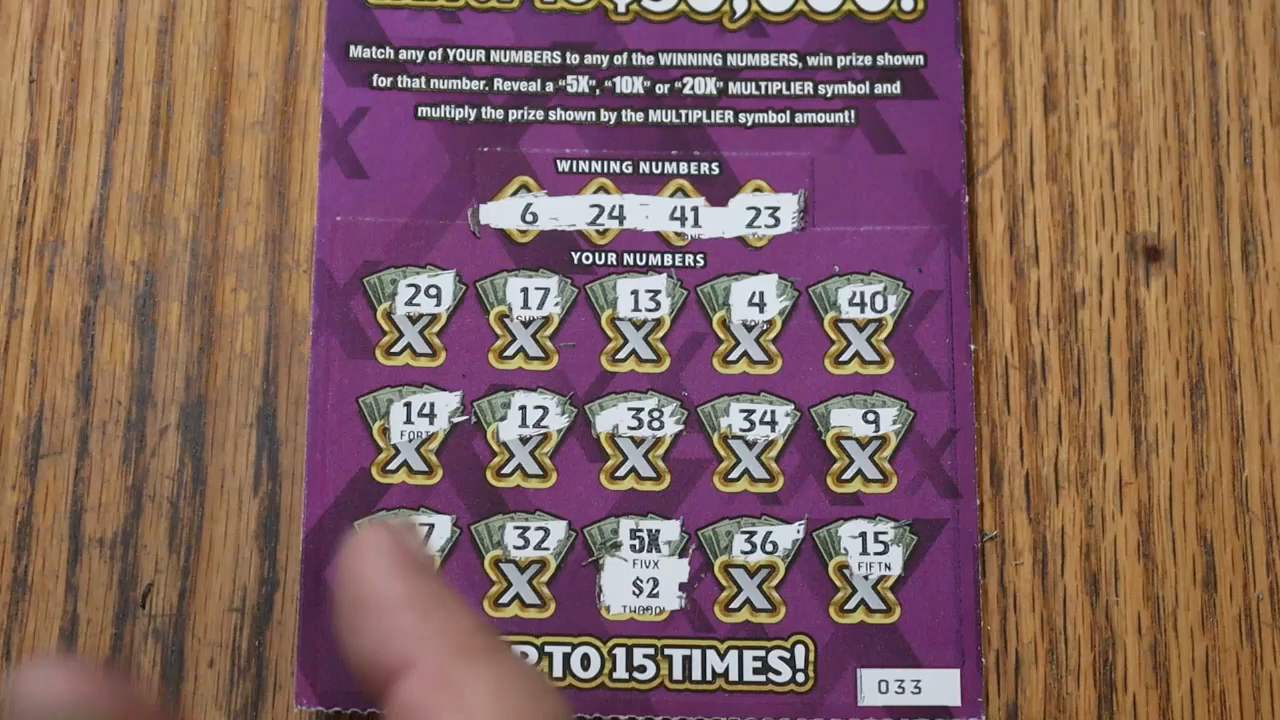 Match any of YOUR NUMBERS to any of the WINNING NUMBERS, win prize shown
for that number. Reveal a "5X", "10X" or "20X" MULTIPLIER symbol and
multiply the prize shown by the MULTIPLIER symbol amount!
WINNING NUMBERS
6 24 41 23
YOUR NUMBERS
29 17 13 4 40
X X X X X
14 12 38 34 9
FORT
X X X X X
7 32 5X 36 15
FIVX FIFTN
X $2 X X
TO 15 TIMES!
033